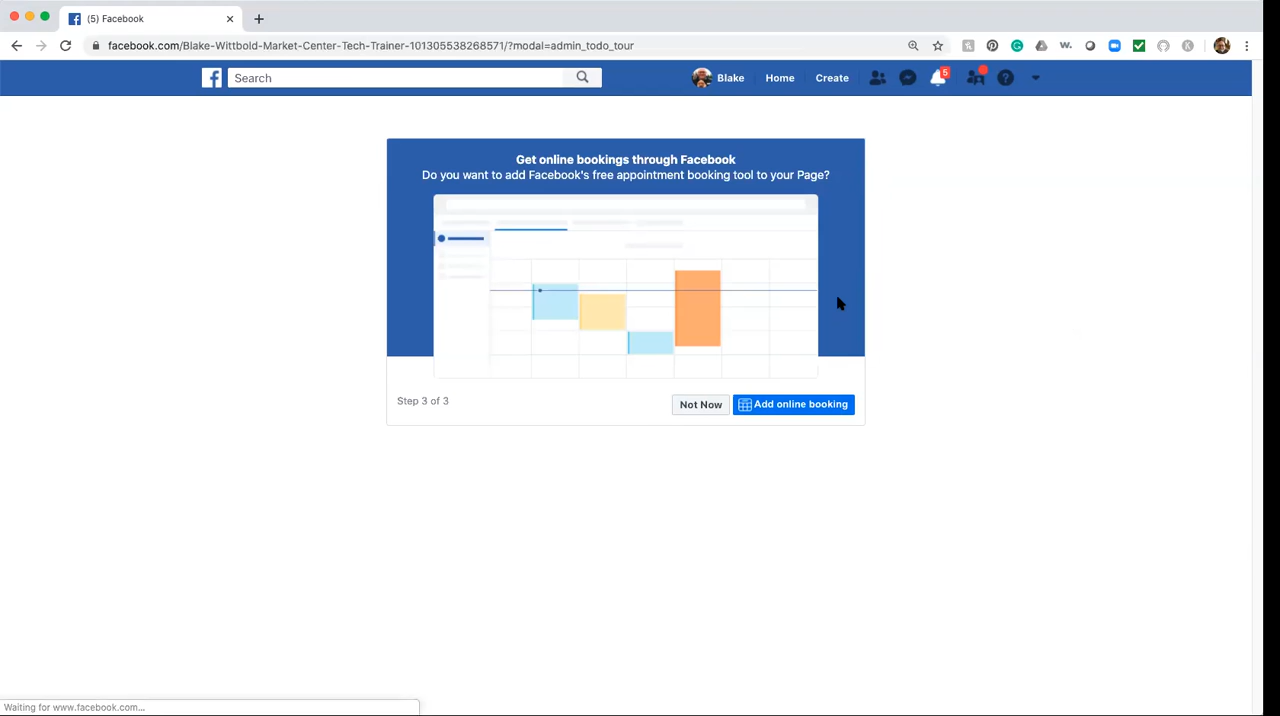 (5) Facebook
facebook.com/Blake-Wittbold-Market-Center-Tech-Trainer-101305538268571/?modal=admin_todo_tour
Search
Blake
Home
Create
5
Get online bookings through Facebook
Do you want to add Facebook's free appointment booking tool to your Page?
Step 3 of 3
Not Now
Add online booking
Waiting for www.facebook.com...